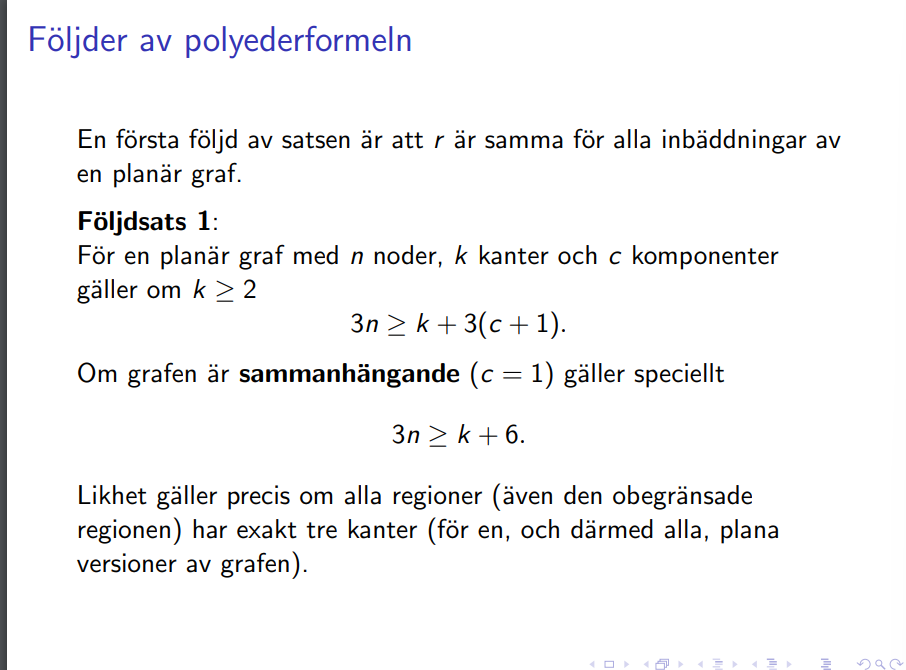 Följder av polyederformeln
En första följd av satsen är att r är samma för alla inbäddningar av
en planär graf.
Följdsats 1:
För en planär graf med n noder, k kanter och c komponenter
gäller om k ≥ 2
3n ≥ k + 3(c + 1).
Om grafen är sammanhängande (c = 1) gäller speciellt
3n ≥ k + 6.
Likhet gäller precis om alla regioner (även den obegränsade
regionen) har exakt tre kanter (för en, och därmed alla, plana
versioner av grafen).